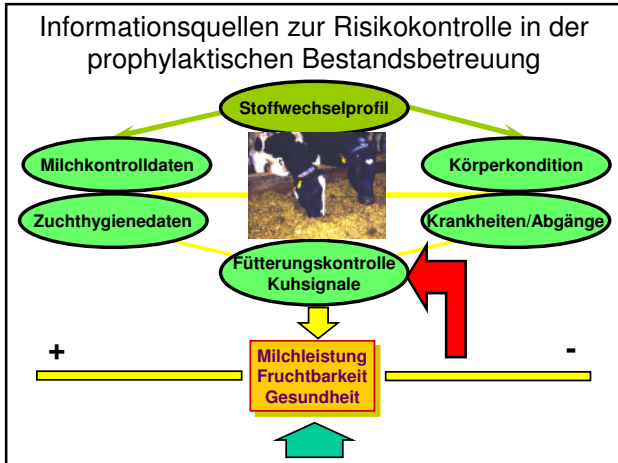 Informationsquellen zur Risikokontrolle in der
prophylaktischen Bestandsbetreuung
Stoffwechselprofil
Milchkontrolldaten
Körperkondition
Zuchthygienedaten
Krankheiten/Abgänge
Fütterungskontrolle
Kuhsignale
+
-
Milchleistung
Fruchtbarkeit
Gesundheit